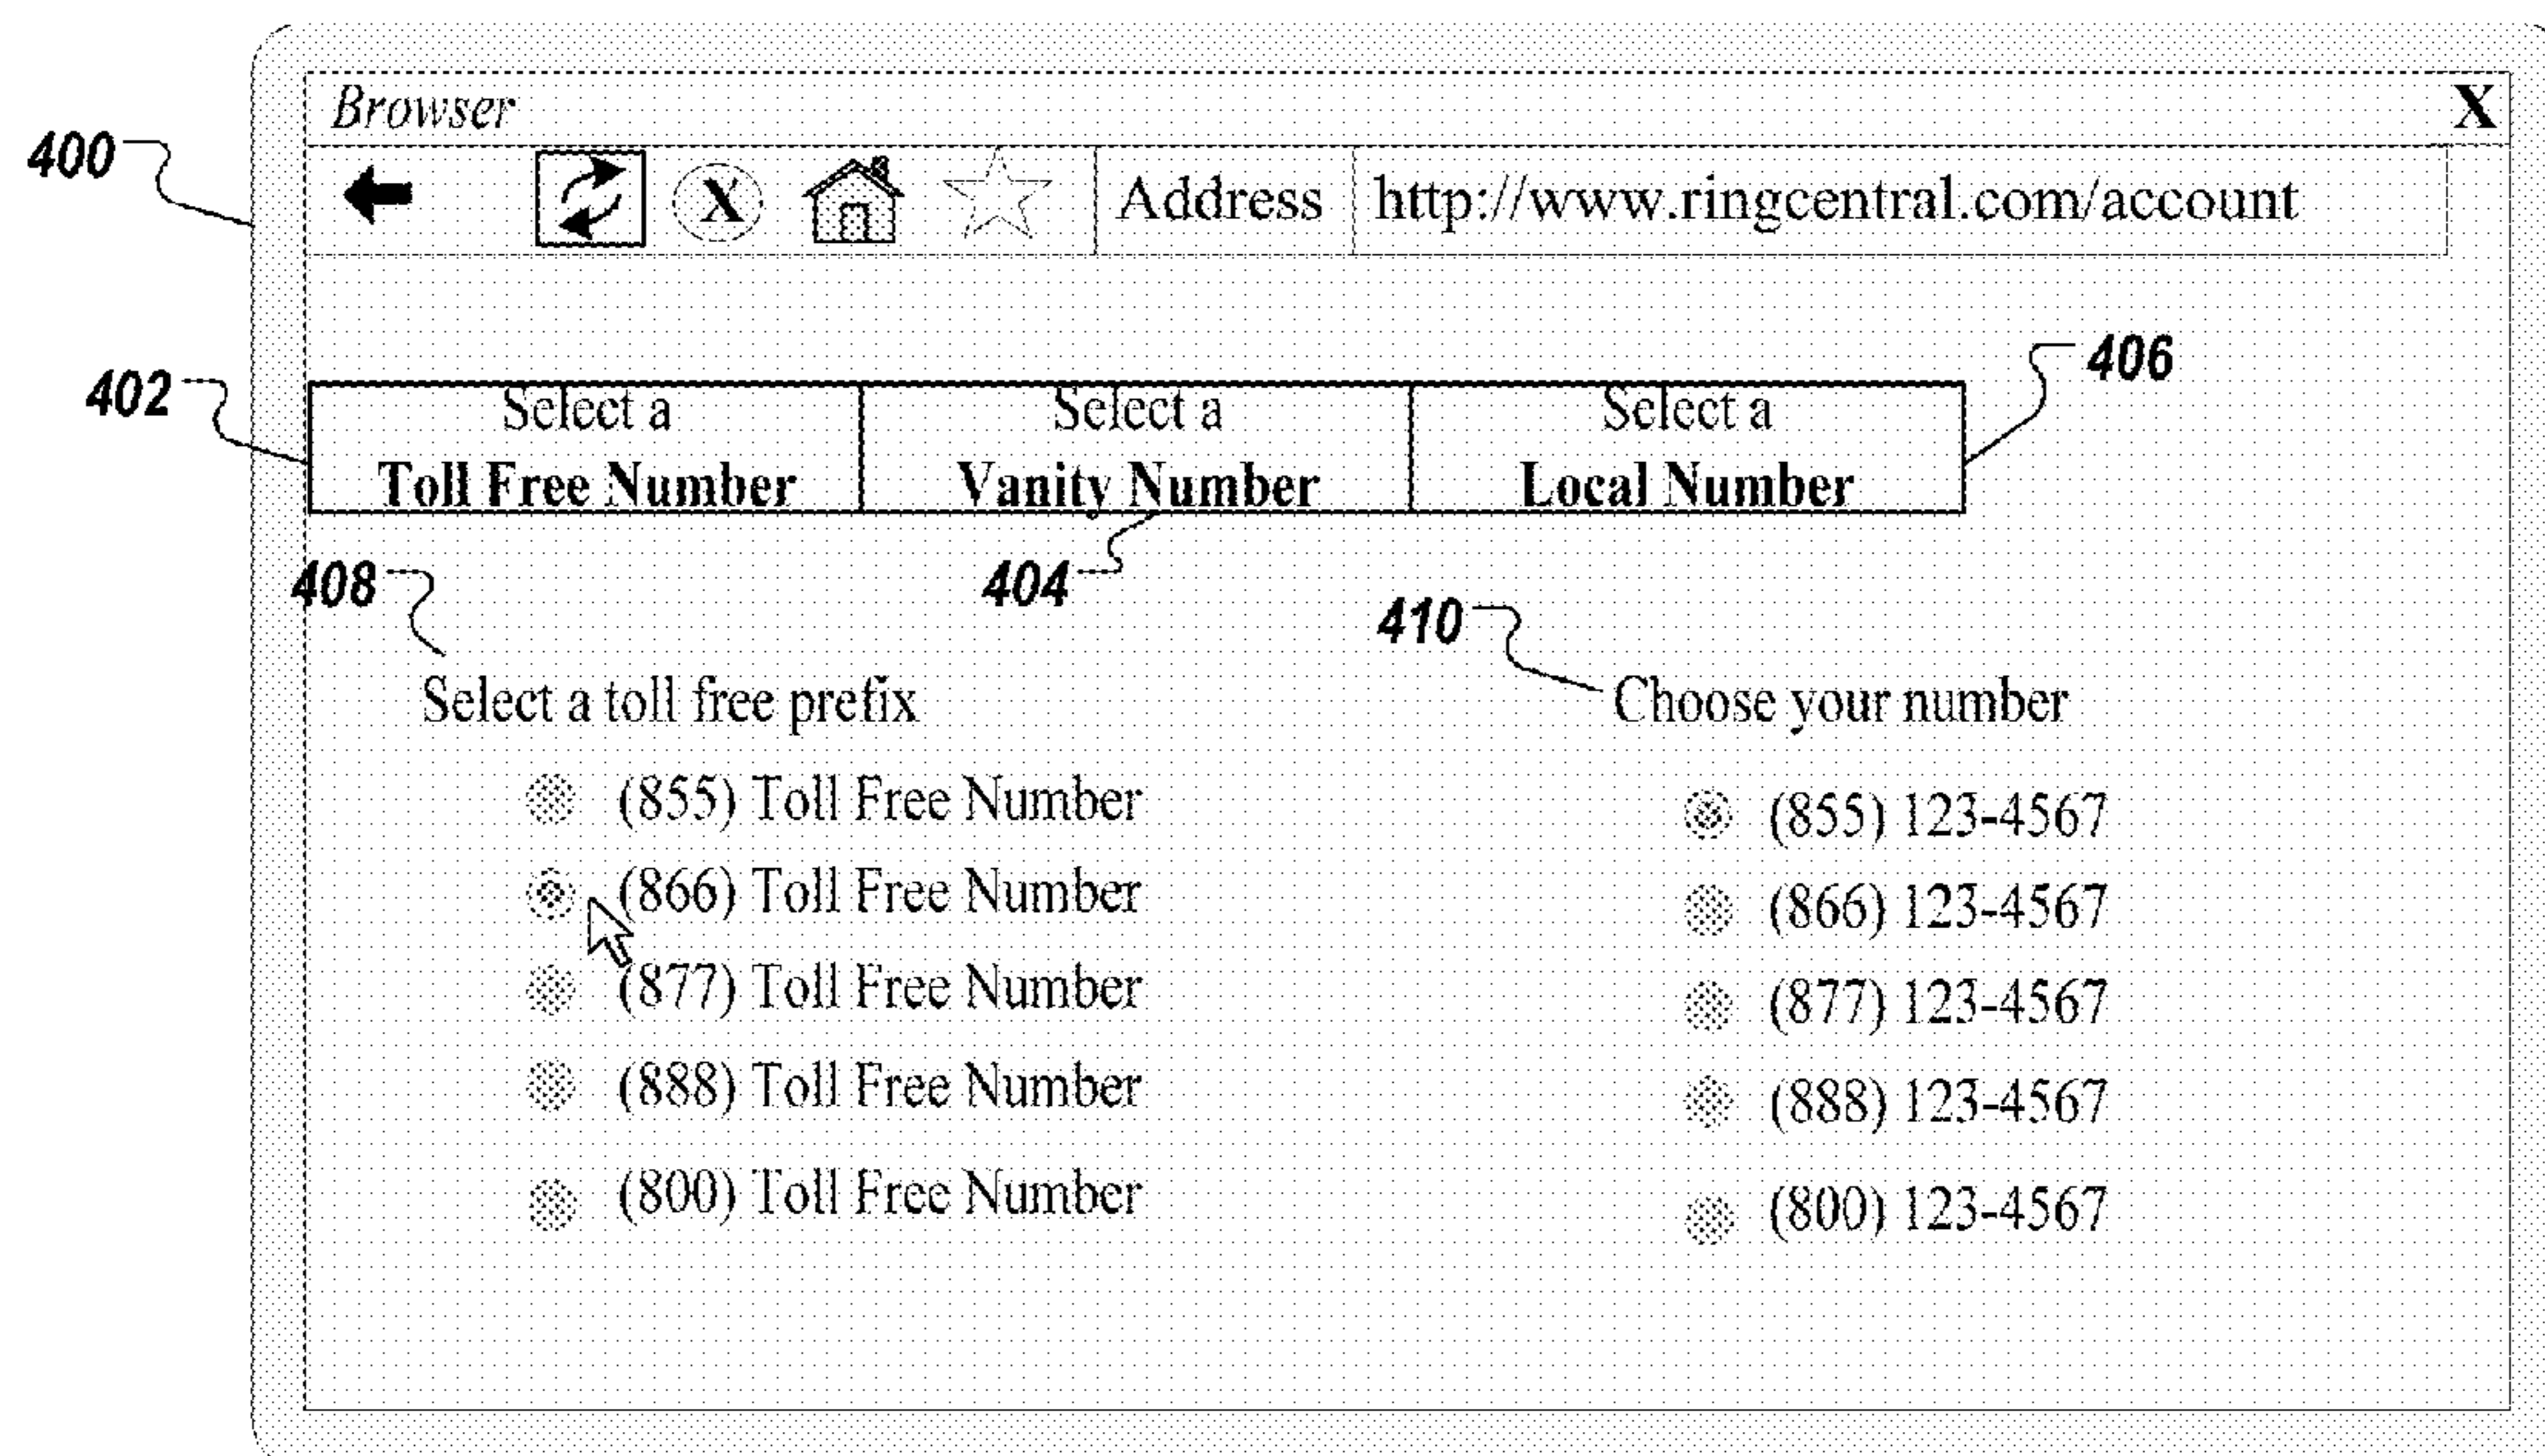 Browser X
400
X Address http://www.ringcentral.com/account
406
402
Select a Select a Select a
Toll Free Number Vanity Number Local Number
408 404
410
Select a toll free prefix Choose your number
(855) Toll Free Number (855) 123-4567
(866) Toll Free Number (866) 123-4567
(877) Toll Free Number (877) 123-4567
(888) Toll Free Number (888) 123-4567
(800) Toll Free Number (800) 123-4567